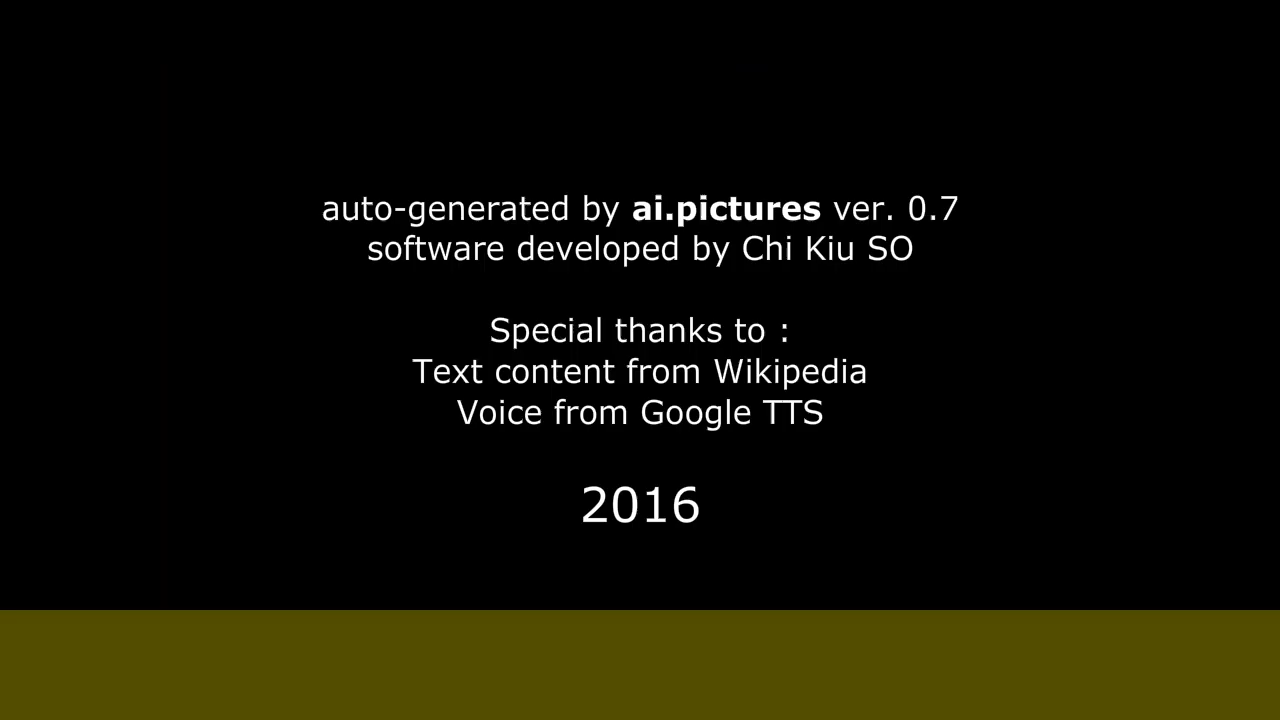 auto-generated by ai.pictures ver. 0.7
software developed by Chi Kiu SO
Special thanks to :
Text content from Wikipedia
Voice from Google TTS
2016